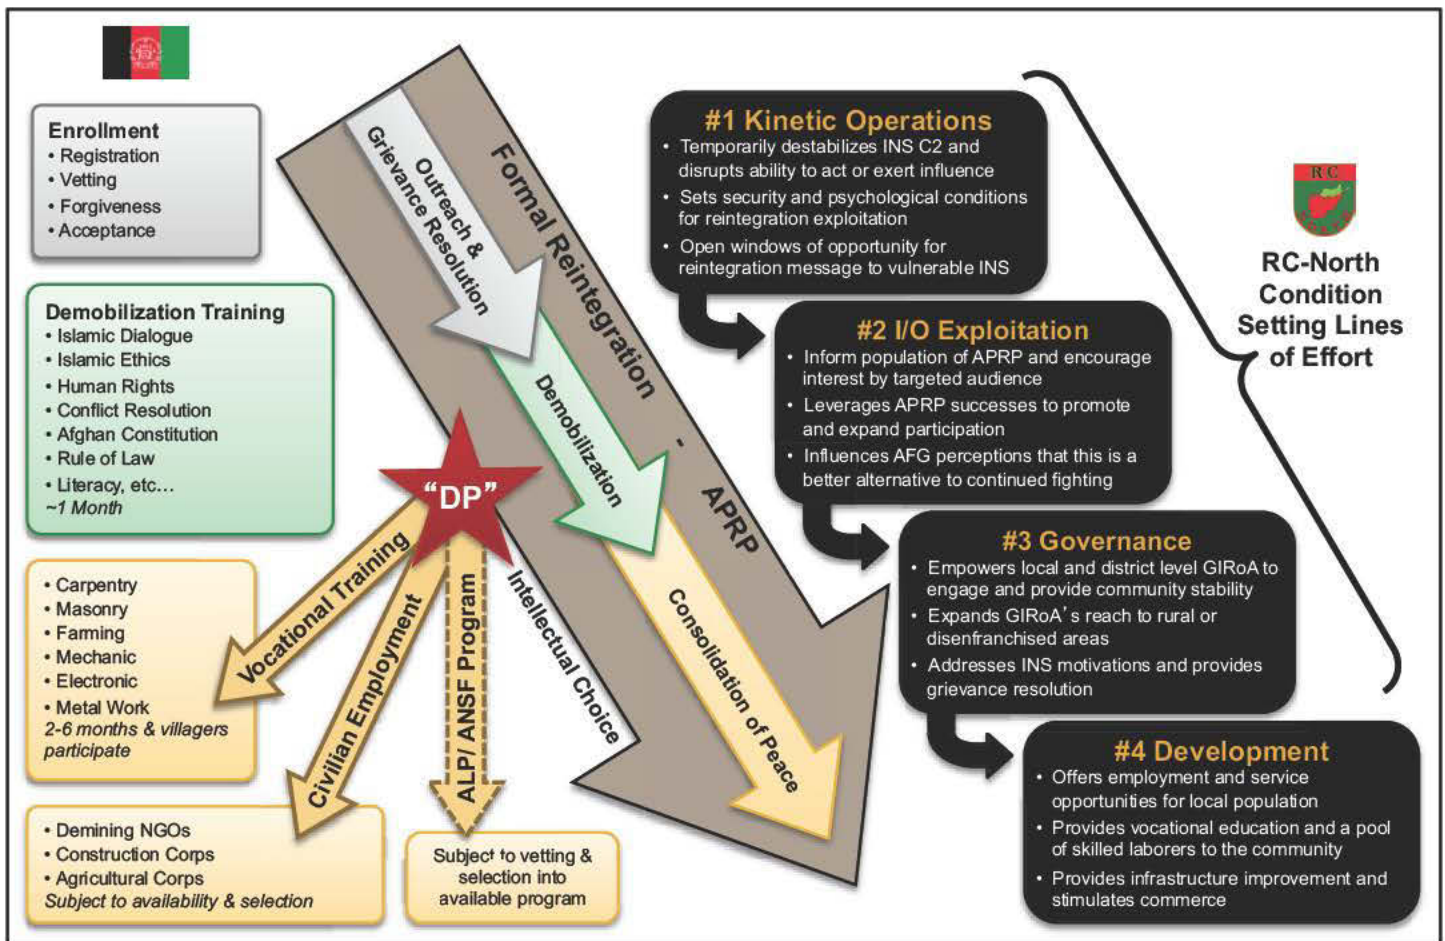 Enrollment
• Registration
• Vetting
• Forgiveness
• Acceptance
Demobilization Training
• Islamic Dialogue
• Islamic Ethics
• Human Rights
• Conflict Resolution
• Afghan Constitution
• Rule of Law
• Literacy, etc…
~1 Month
• Carpentry
• Masonry
• Farming
• Mechanic
• Electronic
• Metal Work
2-6 months & villagers
participate
• Demining NGOs
• Construction Corps
• Agricultural Corps
Subject to availability & selection
Subject to vetting &
selection into
available program
"DP"
Vocational Training
Civilian Employment
ALP/ ANSF Program
Intellectual Choice
Formal Reintegration - APRP
Outreach &
Grievance Resolution
Demobilization
Consolidation of Peace
#1 Kinetic Operations
• Temporarily destabilizes INS C2 and
disrupts ability to act or exert influence
• Sets security and psychological conditions
for reintegration exploitation
• Open windows of opportunity for
reintegration message to vulnerable INS
#2 I/O Exploitation
• Inform population of APRP and encourage
interest by targeted audience
• Leverages APRP successes to promote
and expand participation
• Influences AFG perceptions that this is a
better alternative to continued fighting
#3 Governance
• Empowers local and district level GIRoA to
engage and provide community stability
• Expands GIRoA's reach to rural or
disenfranchised areas
• Addresses INS motivations and provides
grievance resolution
#4 Development
• Offers employment and service
opportunities for local population
• Provides vocational education and a pool
of skilled laborers to the community
• Provides infrastructure improvement and
stimulates commerce
RC
RC-North
Condition
Setting Lines
of Effort